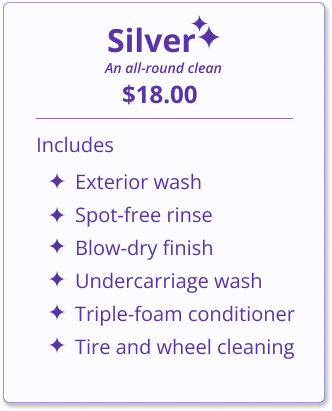 Silver
An all-round clean
$18.00
Includes
Exterior wash
Spot-free rinse
Blow-dry finish
Undercarriage wash
Triple-foam conditioner
Tire and wheel cleaning